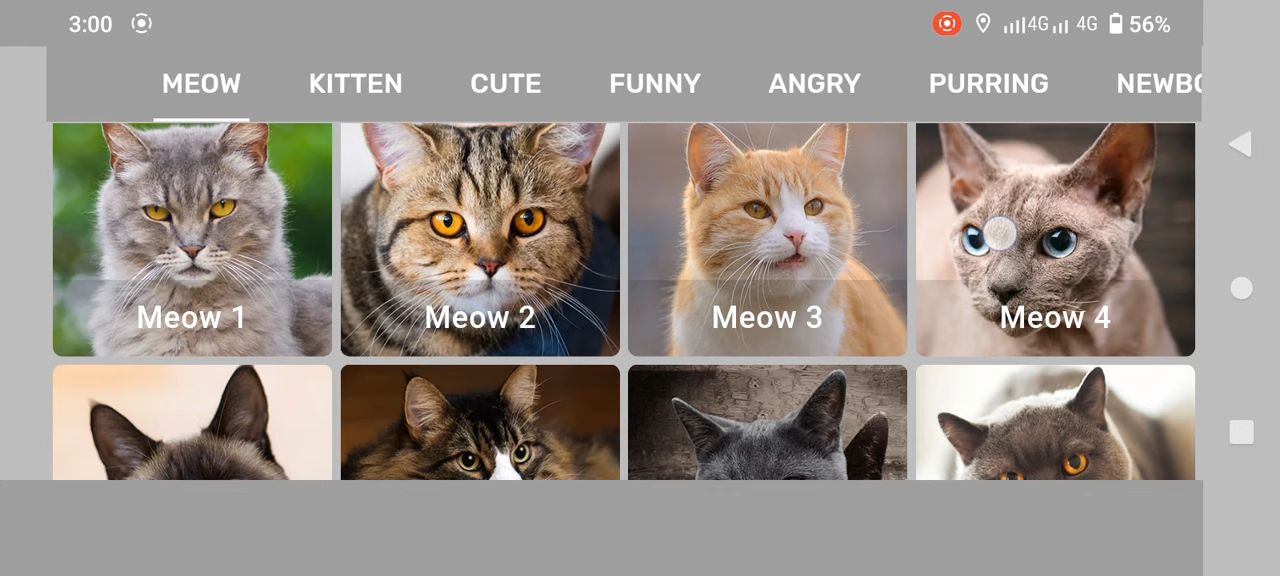 3:00 4G 4G 56%
MEOW KITTEN CUTE FUNNY ANGRY PURRING NEWBO
Meow 1 Meow 2 Meow 3 Meow 4